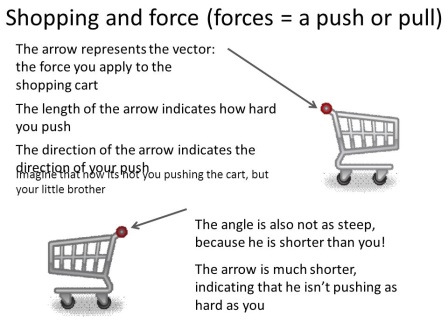 Shopping and force (forces = a push or pull)
The arrow represents the vector:
the force you apply to the
shopping cart
The length of the arrow indicates how hard
you push
The direction of the arrow indicates the
direction of your push
Imagine that now its not you pushing the cart, but
your little brother
The angle is also not as steep,
because he is shorter than you!
The arrow is much shorter,
indicating that he isn't pushing as
hard as you